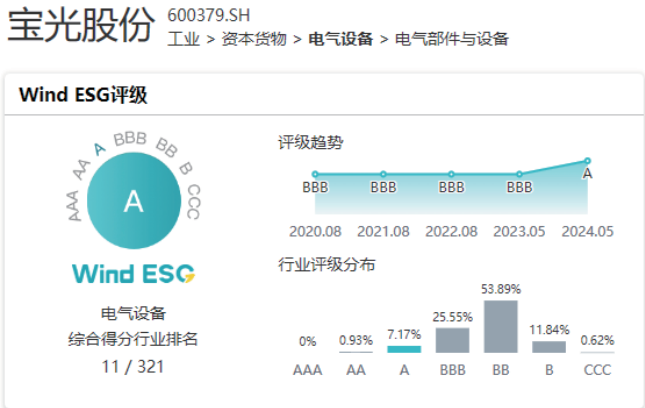 宝光股份 600379.SH
工业 > 资本货物 > 电气设备 > 电气部件与设备
Wind ESG评级
AAA AA A BBB BB B CCC
A
Wind ESG
电气设备
综合得分行业排名
11 / 321
评级趋势
BBB BBB BBB BBB A
2020.08 2021.08 2022.08 2023.05 2024.05
行业评级分布
0% 0.93% 7.17% 25.55% 53.89% 11.84% 0.62%
AAA AA A BBB BB B CCC